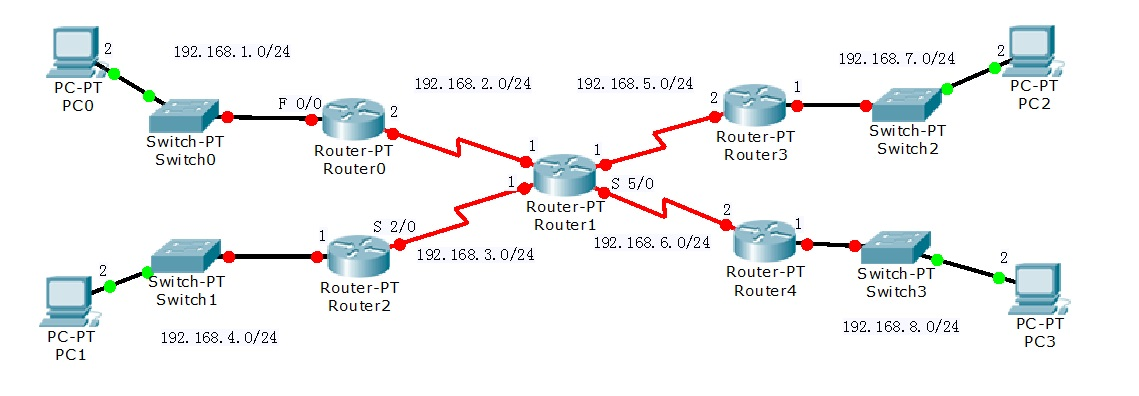 2
192.168.1.0/24
PC-PT
PC0
F 0/0
Switch-PT
Switch0
2
Router-PT
Router0
192.168.2.0/24
192.168.5.0/24
192.168.7.0/24
2
PC-PT
PC2
2
1
Router-PT
Router3
Switch-PT
Switch2
1
1
1
S 5/0
Router-PT
Router1
S 2/0
1
Router-PT
Router2
192.168.3.0/24
192.168.6.0/24
2
1
Router-PT
Router4
Switch-PT
Switch1
2
PC-PT
PC1
192.168.4.0/24
Switch-PT
Switch3
2
PC-PT
PC3
192.168.8.0/24